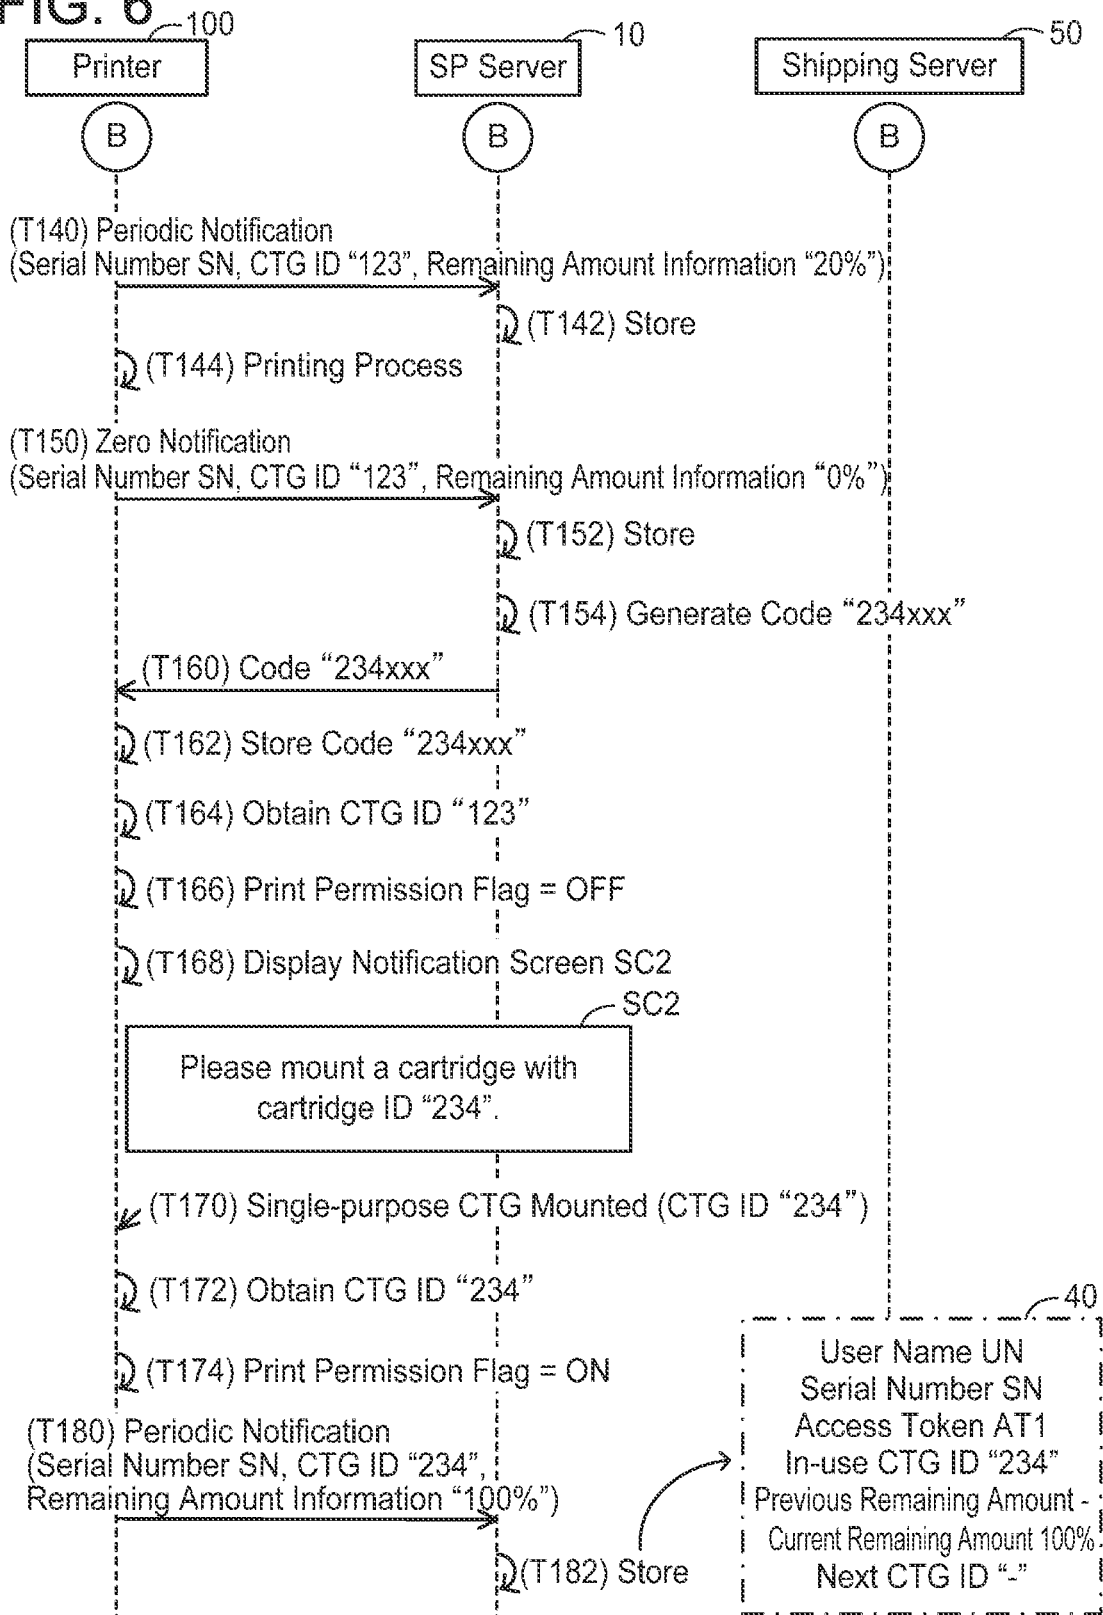 FIG. 6
100
10
50
Printer
SP Server
Shipping Server
B
B
B
(T140) Periodic Notification
(Serial Number SN, CTG ID “123”, Remaining Amount Information “20%”)
(T142) Store
(T144) Printing Process
(T150) Zero Notification
(Serial Number SN, CTG ID “123”, Remaining Amount Information “0%”)
(T152) Store
(T154) Generate Code “234xxx”
(T160) Code “234xxx”
(T162) Store Code “234xxx”
(T164) Obtain CTG ID “123”
(T166) Print Permission Flag = OFF
(T168) Display Notification Screen SC2
SC2
Please mount a cartridge with
cartridge ID “234”.
(T170) Single-purpose CTG Mounted (CTG ID “234”)
(T172) Obtain CTG ID “234”
(T174) Print Permission Flag = ON
(T180) Periodic Notification
(Serial Number SN, CTG ID “234”,
Remaining Amount Information “100%”)
(T182) Store
40
User Name UN
Serial Number SN
Access Token AT1
In-use CTG ID “234”
Previous Remaining Amount -
Current Remaining Amount 100%
Next CTG ID “-”